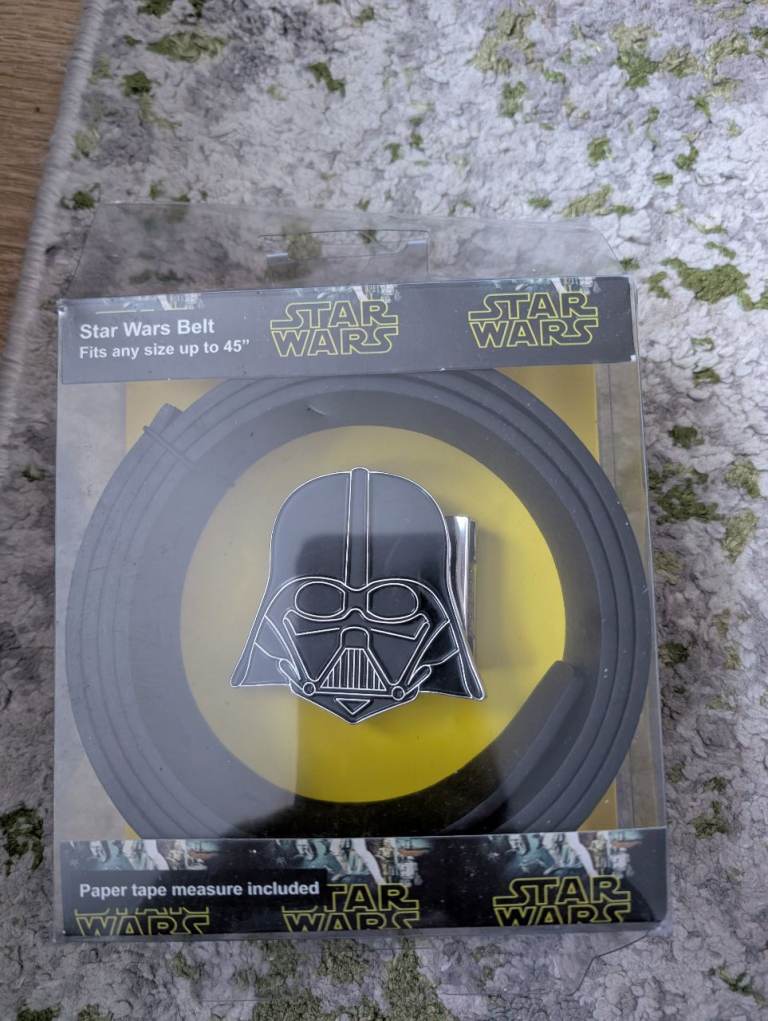 Star Wars Belt
Fits any size up to 45”
STAR
WARS
STAR
WARS
Paper tape measure included
WARS
STAR
WARS
STAR
WARS